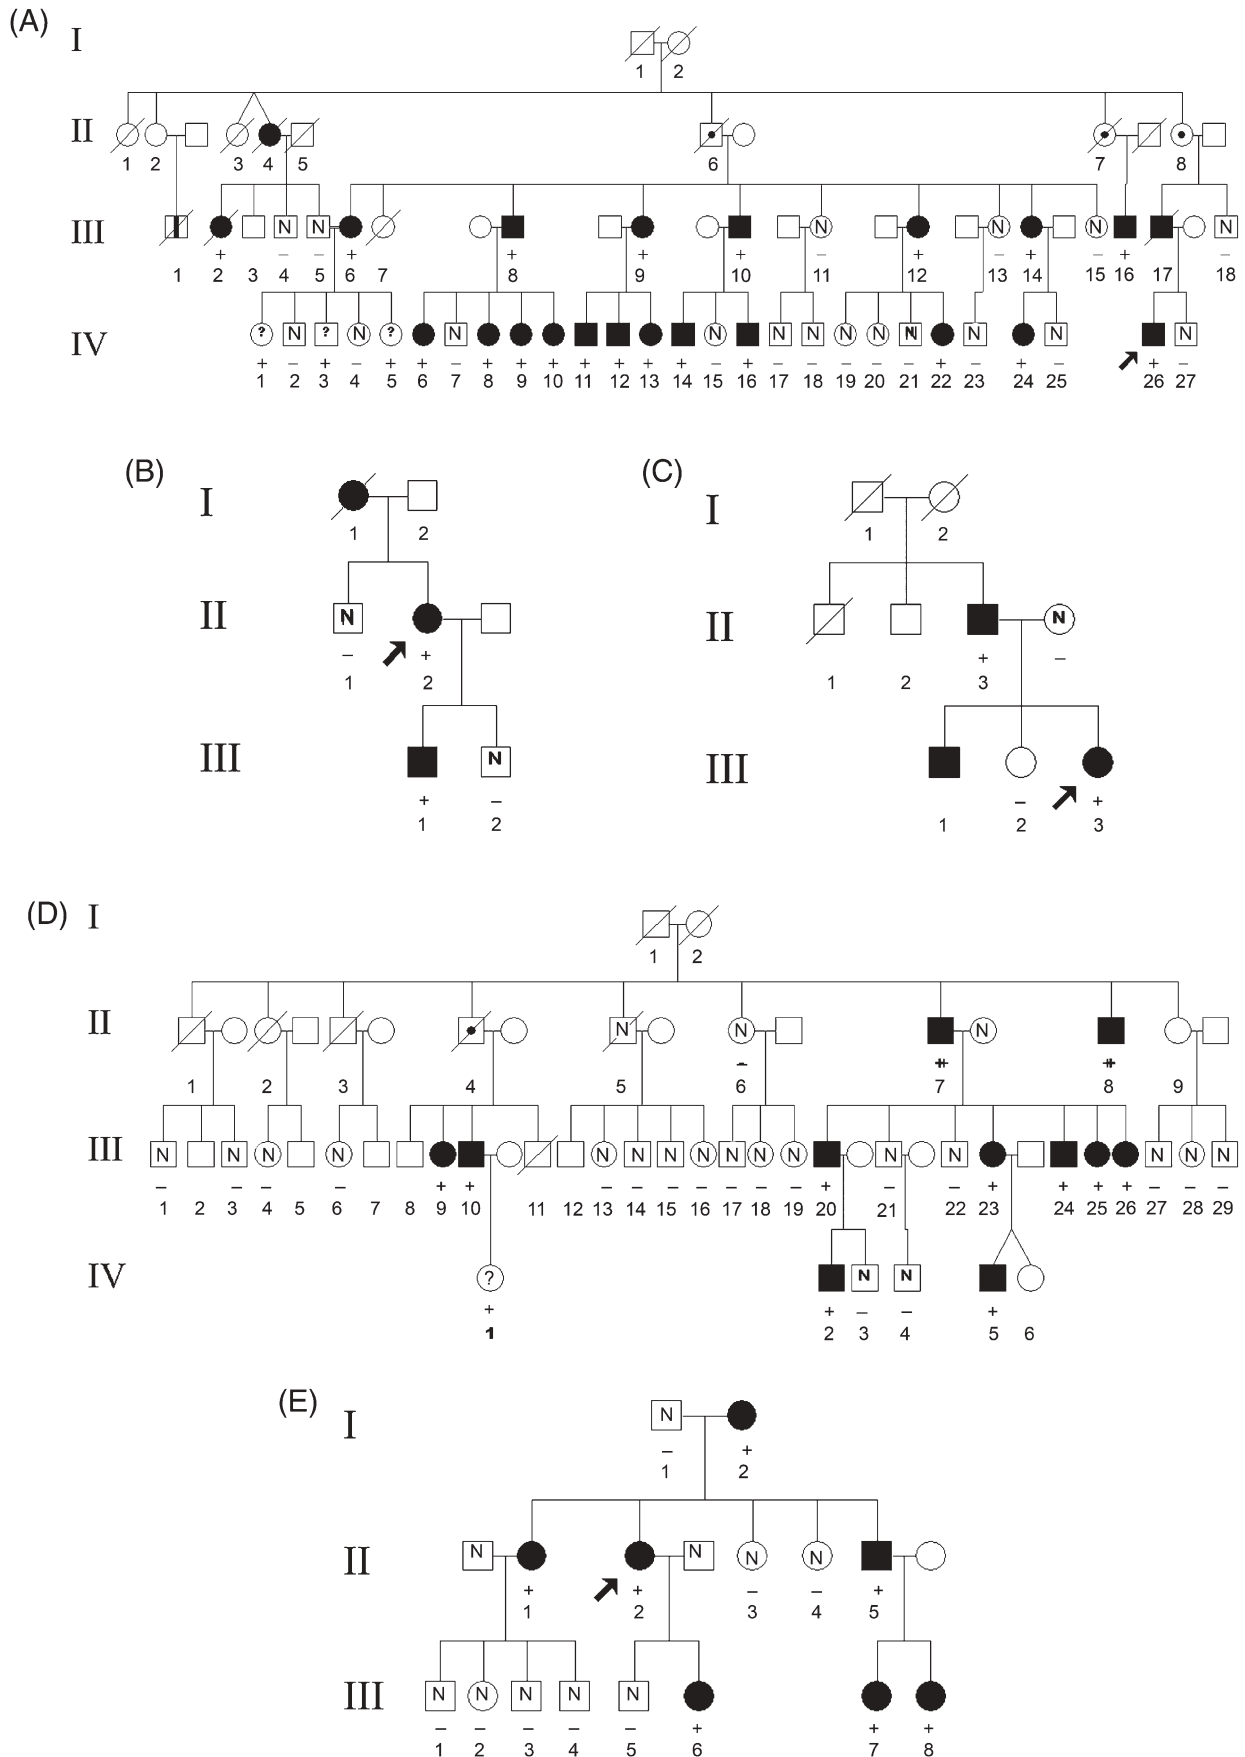 (A)
I
1 2
II
1 2 3 4 5 6 7 8
III
N N N N N N
+ – – + + + + – + – + – + –
1 2 3 4 5 6 7 8 9 10 11 12 13 14 15 16 17 18
IV
? N ? N ? N N N N N N N N N N
+ – + – + + – + + + + + + + – + – – – – – + – + – + –
1 2 3 4 5 6 7 8 9 10 11 12 13 14 15 16 17 18 19 20 21 22 23 24 25 26 27
(B)
I
1 2
II
N
– +
1 2
III
N
+ –
1 2
(C)
I
1 2
II
N
+ –
1 2 3
III
– +
1 2 3
(D)
I
1 2
II
N N N
–
1 2 3 4 5 6 7 8 9
III
N N N N N N N N N N N N N N N N
– – – – + + – – – – – – – + – – + + + + – – –
1 2 3 4 5 6 7 8 9 10 11 12 13 14 15 16 17 18 19 20 21 22 23 24 25 26 27 28 29
IV
? N N
+ + – – +
1 2 3 4 5 6
(E)
I
N
– +
1 2
II
N N N N
+ + – – +
1 2 3 4 5
III
N N N N N
– – – – – + + +
1 2 3 4 5 6 7 8